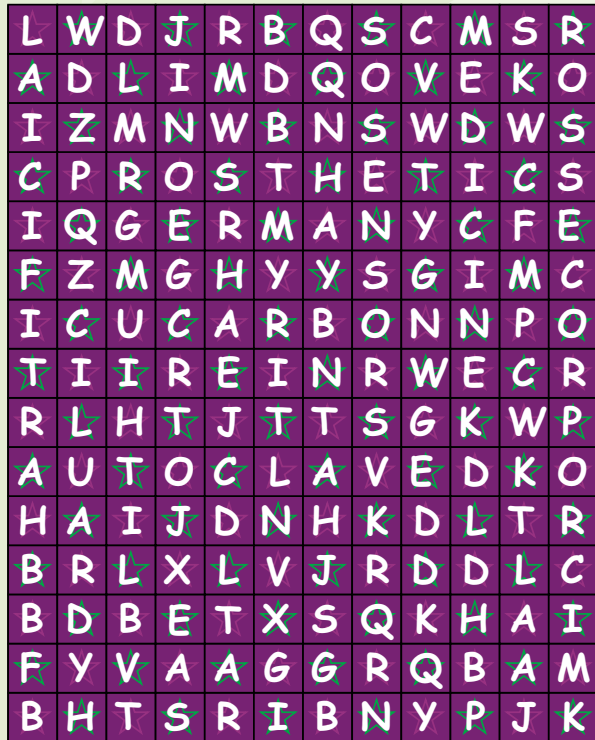 L W D J R B Q S C M S R
A D L I M D Q O V E K O
I Z M N W B N S W D W S
C P R O S T H E T I C S
I Q G E R M A N Y C F E
F Z M G H Y Y S G I M C
I C U C A R B O N N P O
T I I R E I N R W E C R
R L H T J T T S G K W P
A U T O C L A V E D K O
H A I J D N H K D L T R
B R L X L V J R D D L C
B D B E T X S Q K H A I
F Y V A A G G R Q B A M
B H T S R I B N Y P J K